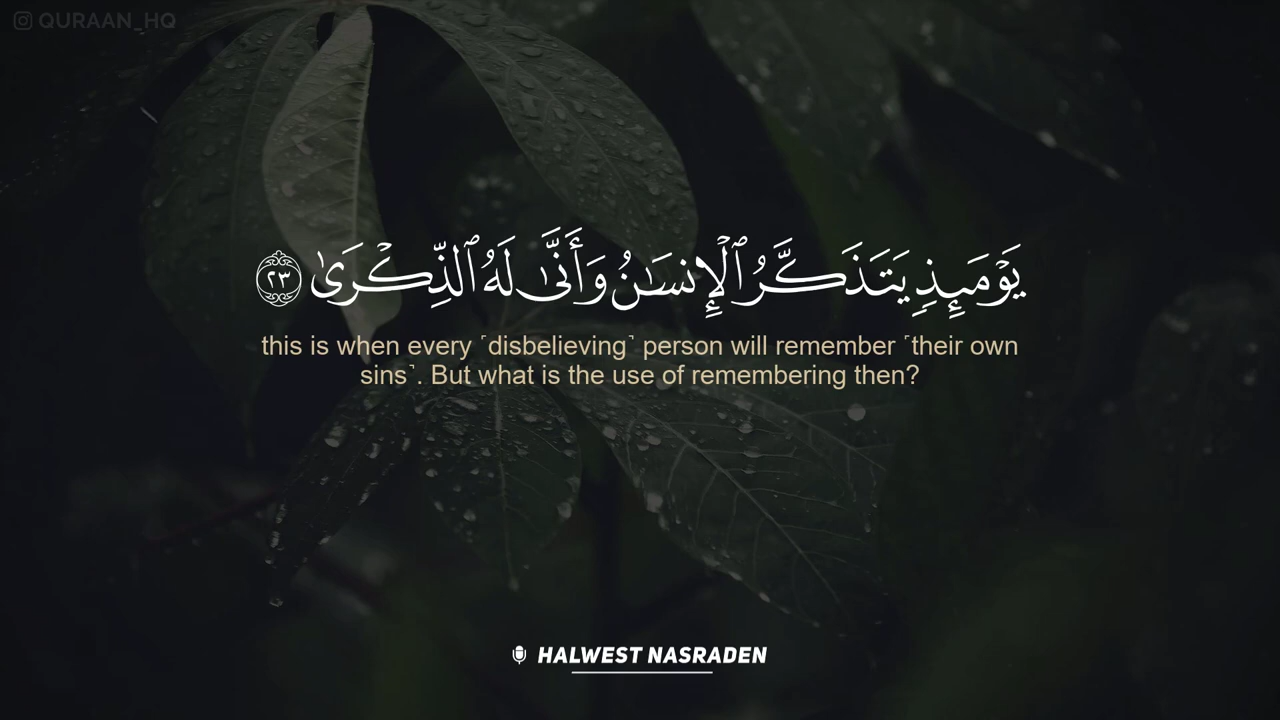 QURAAN_HQ
يَوْمَئِذٍ يَتَذَكَّرُ ٱلْإِنسَـٰنُ وَأَنَّىٰ لَهُ ٱلذِّكْرَىٰ ٢٣
this is when every ˹disbelieving˺ person will remember ˹their own
sins˺. But what is the use of remembering then?
HALWEST NASRADEN